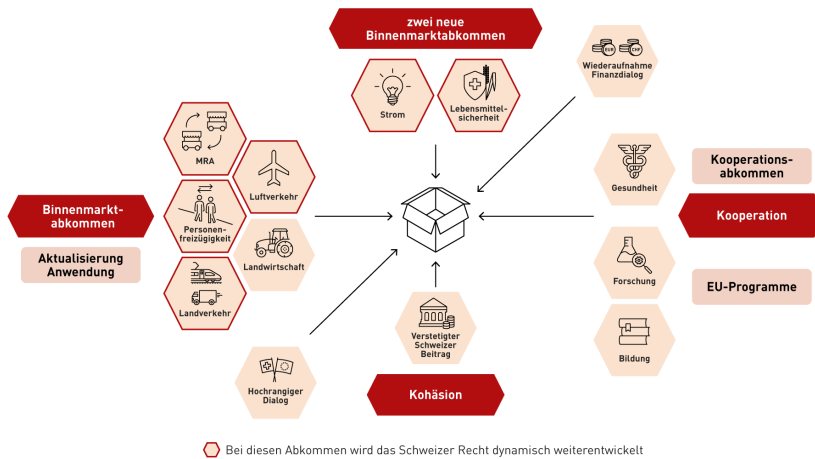 zwei neue
Binnenmarktabkommen
Strom
Lebensmittel-
sicherheit
EUR
CHF
Wiederaufnahme
Finanzdialog
MRA
Luftverkehr
Personen-
freizügigkeit
Landwirtschaft
Landverkehr
Binnenmarkt-
abkommen
Aktualisierung
Anwendung
Gesundheit
Kooperations-
abkommen
Kooperation
Forschung
EU-Programme
Bildung
Verstetigter
Schweizer
Beitrag
Hochrangiger
Dialog
Kohäsion
Bei diesen Abkommen wird das Schweizer Recht dynamisch weiterentwickelt